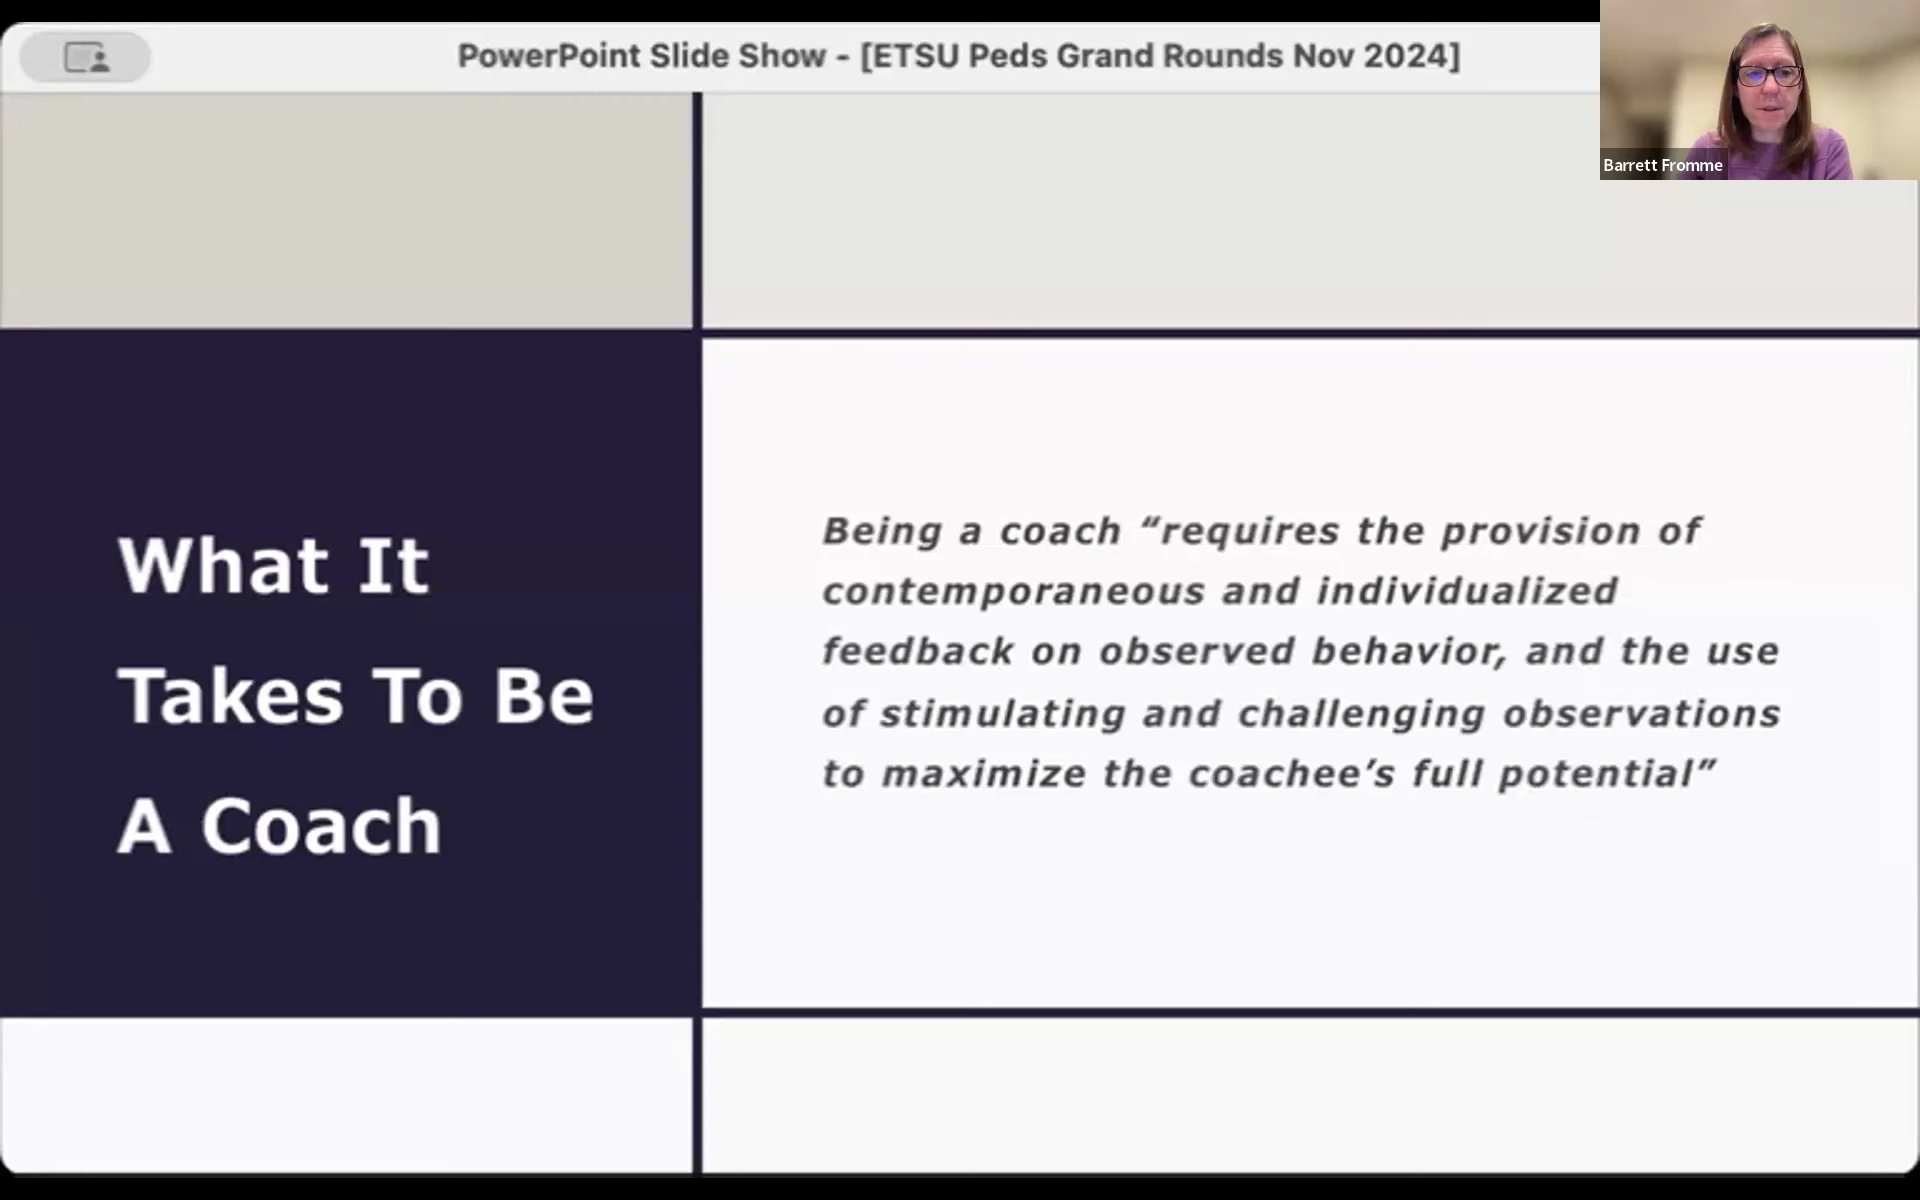 PowerPoint Slide Show - [ETSU Peds Grand Rounds Nov 2024]
Barrett Fromme
What It
Takes To Be
A Coach
Being a coach “requires the provision of
contemporaneous and individualized
feedback on observed behavior, and the use
of stimulating and challenging observations
to maximize the coachee’s full potential”